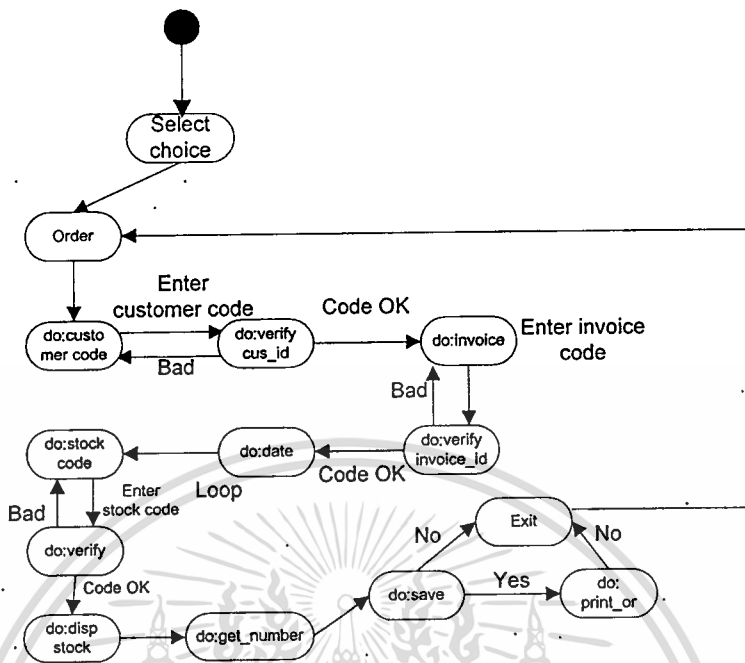 Select
choice
Order
Enter
customer code
Code OK
do:custo
mer code
do:verify
cus_id
Bad
do:invoice
Enter invoice
code
Bad
do:stock
code
do:date
do:verify
invoice_id
Code OK
Loop
Enter
stock code
Bad
do:verify
Exit
No
No
Code OK
do:save
Yes
do:
print_or
do:disp
stock
do:get_number